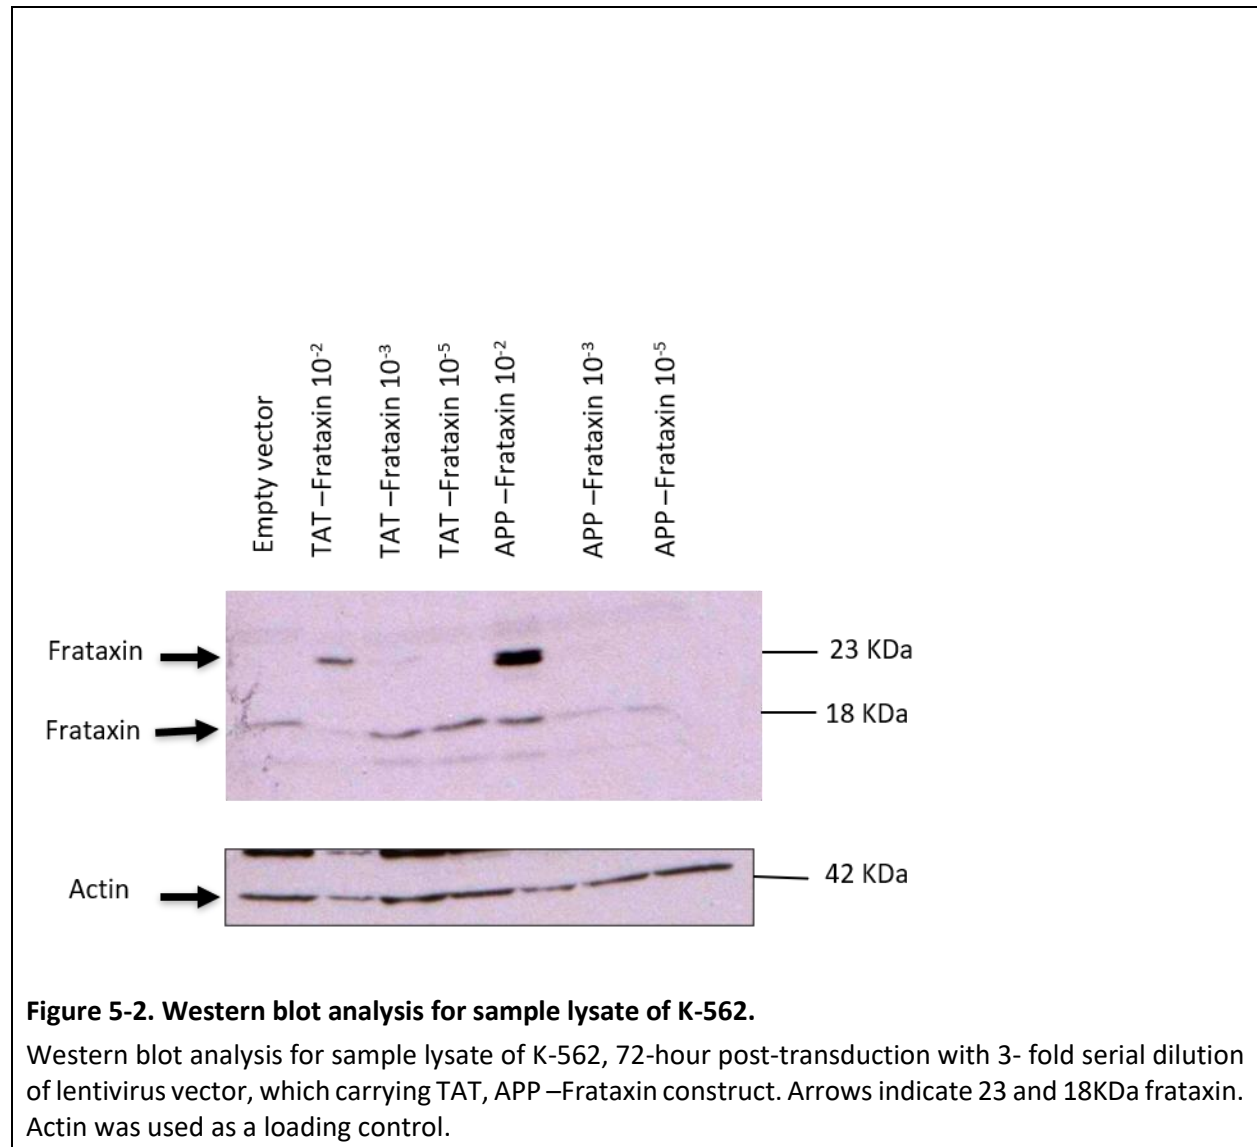 Empty vector
TAT –Frataxin 10⁻²
TAT –Frataxin 10⁻³
TAT –Frataxin 10⁻⁵
APP –Frataxin 10⁻²
APP –Frataxin 10⁻³
APP –Frataxin 10⁻⁵
Frataxin
23 KDa
Frataxin
18 KDa
Actin
42 KDa
Figure 5-2. Western blot analysis for sample lysate of K-562.
Western blot analysis for sample lysate of K-562, 72-hour post-transduction with 3- fold serial dilution
of lentivirus vector, which carrying TAT, APP –Frataxin construct. Arrows indicate 23 and 18KDa frataxin.
Actin was used as a loading control.